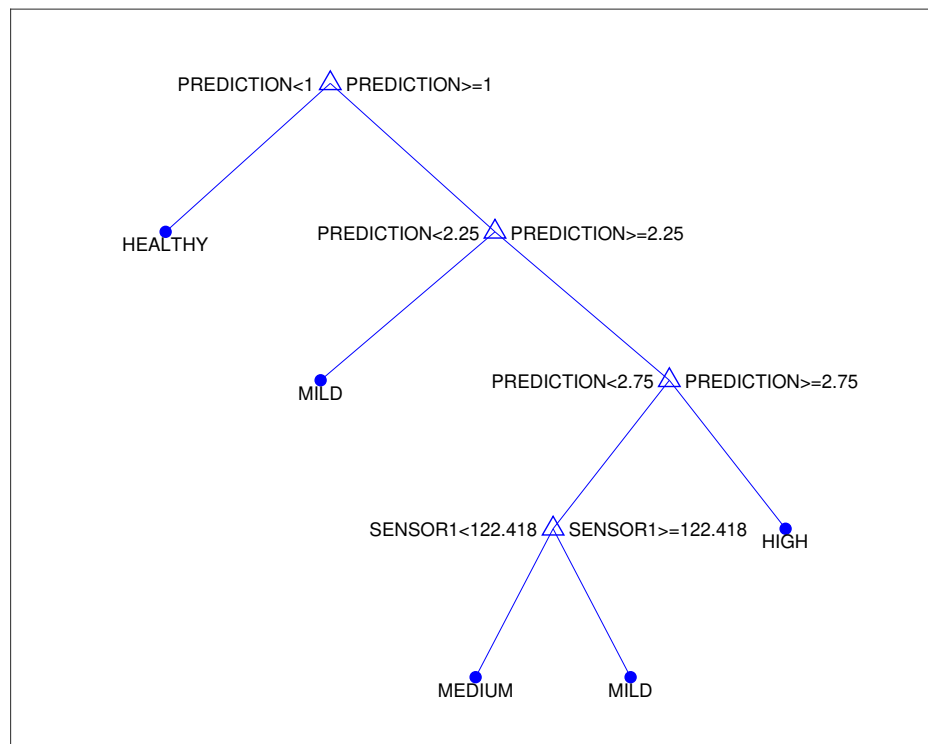 PREDICTION<1 PREDICTION>=1
HEALTHY
PREDICTION<2.25 PREDICTION>=2.25
MILD
PREDICTION<2.75 PREDICTION>=2.75
SENSOR1<122.418 SENSOR1>=122.418
HIGH
MEDIUM
MILD